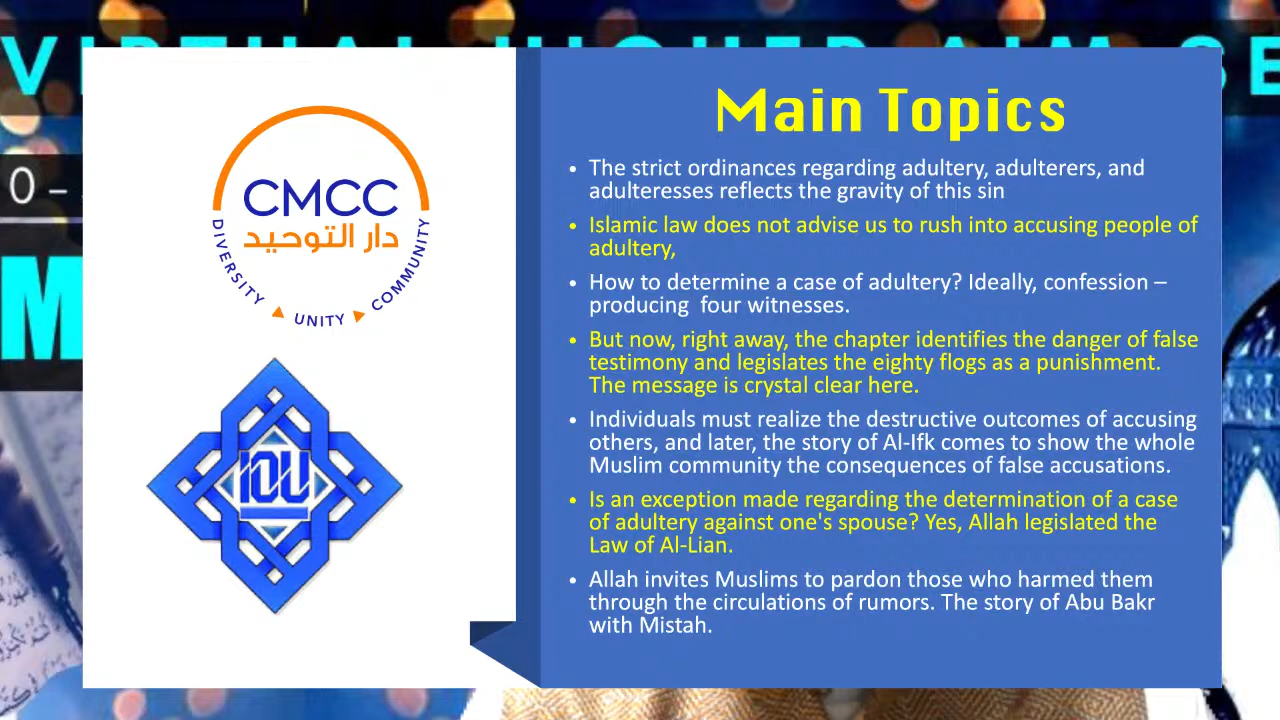 VIRTUAL HIGHER AIM SE
0 –
M
CMCC
دار التوحيد
DIVERSITY UNITY COMMUNITY
IOU
Main Topics
• The strict ordinances regarding adultery, adulterers, and
adulteresses reflects the gravity of this sin
• Islamic law does not advise us to rush into accusing people of
adultery,
• How to determine a case of adultery? Ideally, confession –
producing four witnesses.
• But now, right away, the chapter identifies the danger of false
testimony and legislates the eighty flogs as a punishment.
The message is crystal clear here.
• Individuals must realize the destructive outcomes of accusing
others, and later, the story of Al-Ifk comes to show the whole
Muslim community the consequences of false accusations.
• Is an exception made regarding the determination of a case
of adultery against one's spouse? Yes, Allah legislated the
Law of Al-Lian.
• Allah invites Muslims to pardon those who harmed them
through the circulations of rumors. The story of Abu Bakr
with Mistah.